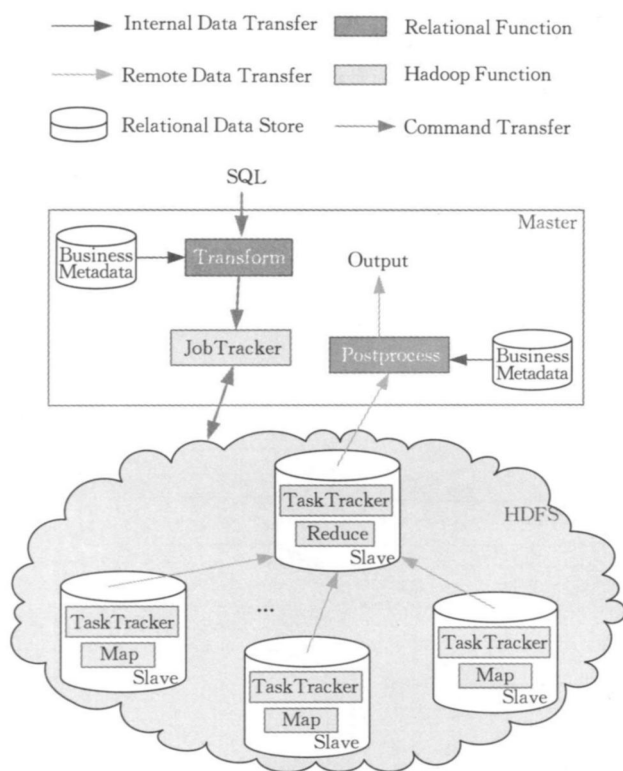 Internal Data Transfer
Relational Function
Remote Data Transfer
Hadoop Function
Relational Data Store
Command Transfer
SQL
Master
Business
Metadata
Transform
Output
JobTracker
Postprocess
Business
Metadata
TaskTracker
Reduce
Slave
HDFS
TaskTracker
Map
Slave
...
TaskTracker
Map
Slave
TaskTracker
Map
Slave